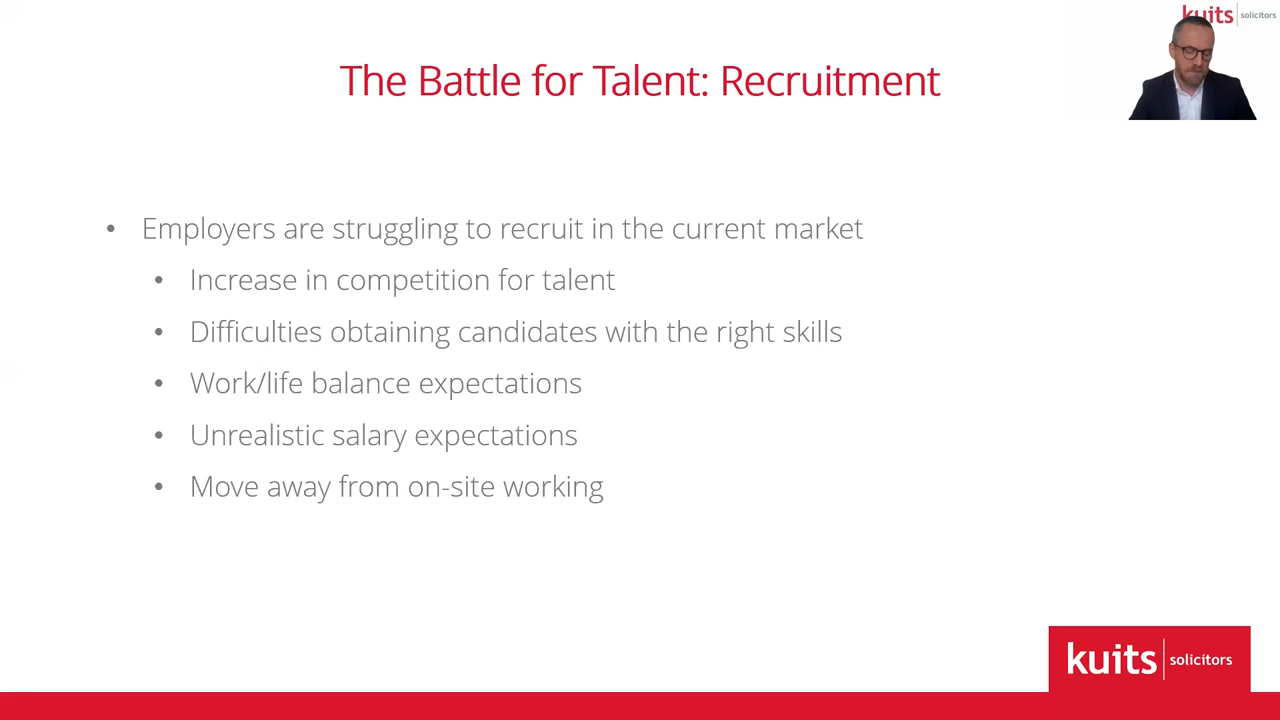 kuits solicitors
The Battle for Talent: Recruitment
• Employers are struggling to recruit in the current market
• Increase in competition for talent
• Difficulties obtaining candidates with the right skills
• Work/life balance expectations
• Unrealistic salary expectations
• Move away from on-site working
kuits solicitors